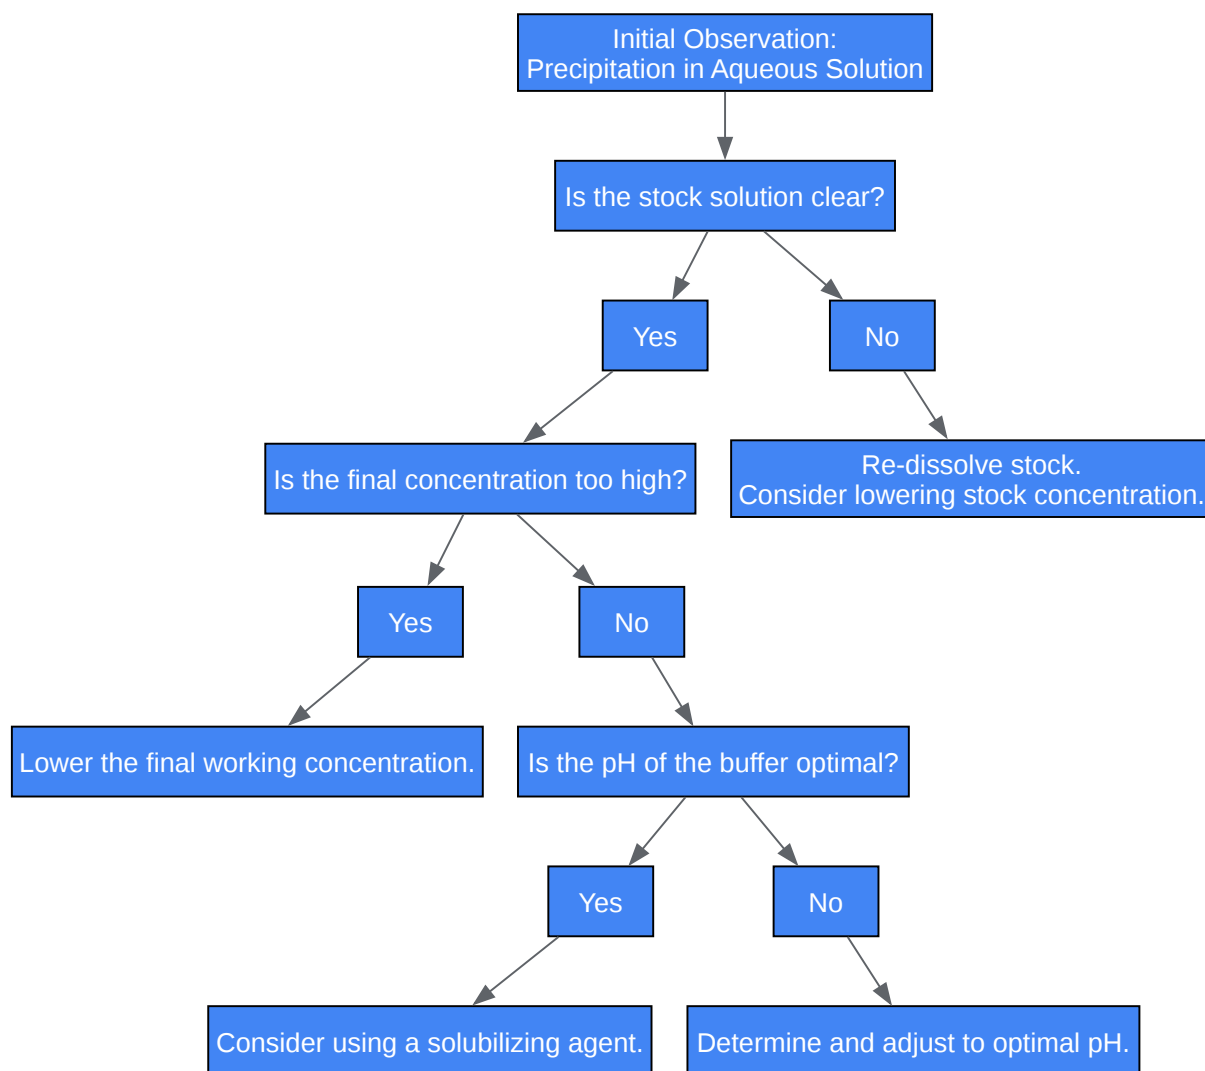 Initial Observation:
Precipitation in Aqueous Solution
Is the stock solution clear?
Yes
No
Is the final concentration too high?
Re-dissolve stock.
Consider lowering stock concentration.
Yes
No
Lower the final working concentration.
Is the pH of the buffer optimal?
Yes
No
Consider using a solubilizing agent.
Determine and adjust to optimal pH.